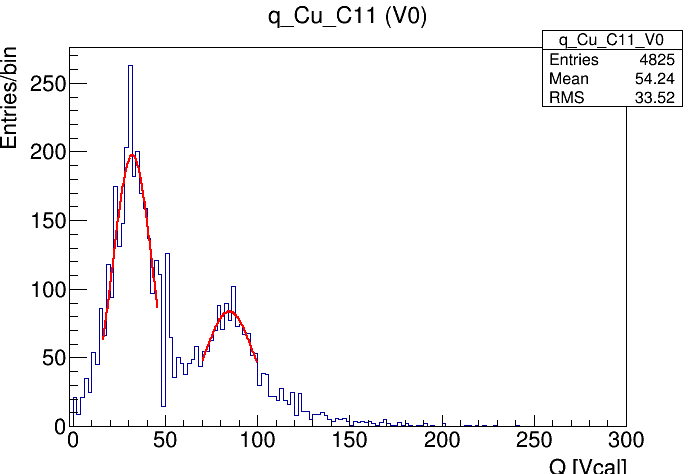 q_Cu_C11 (V0)
q_Cu_C11_V0
Entries 4825
Mean 54.24
RMS 33.52
Entries/bin
250
200
150
100
50
0
0 50 100 150 200 250 300
Q [Vcal]